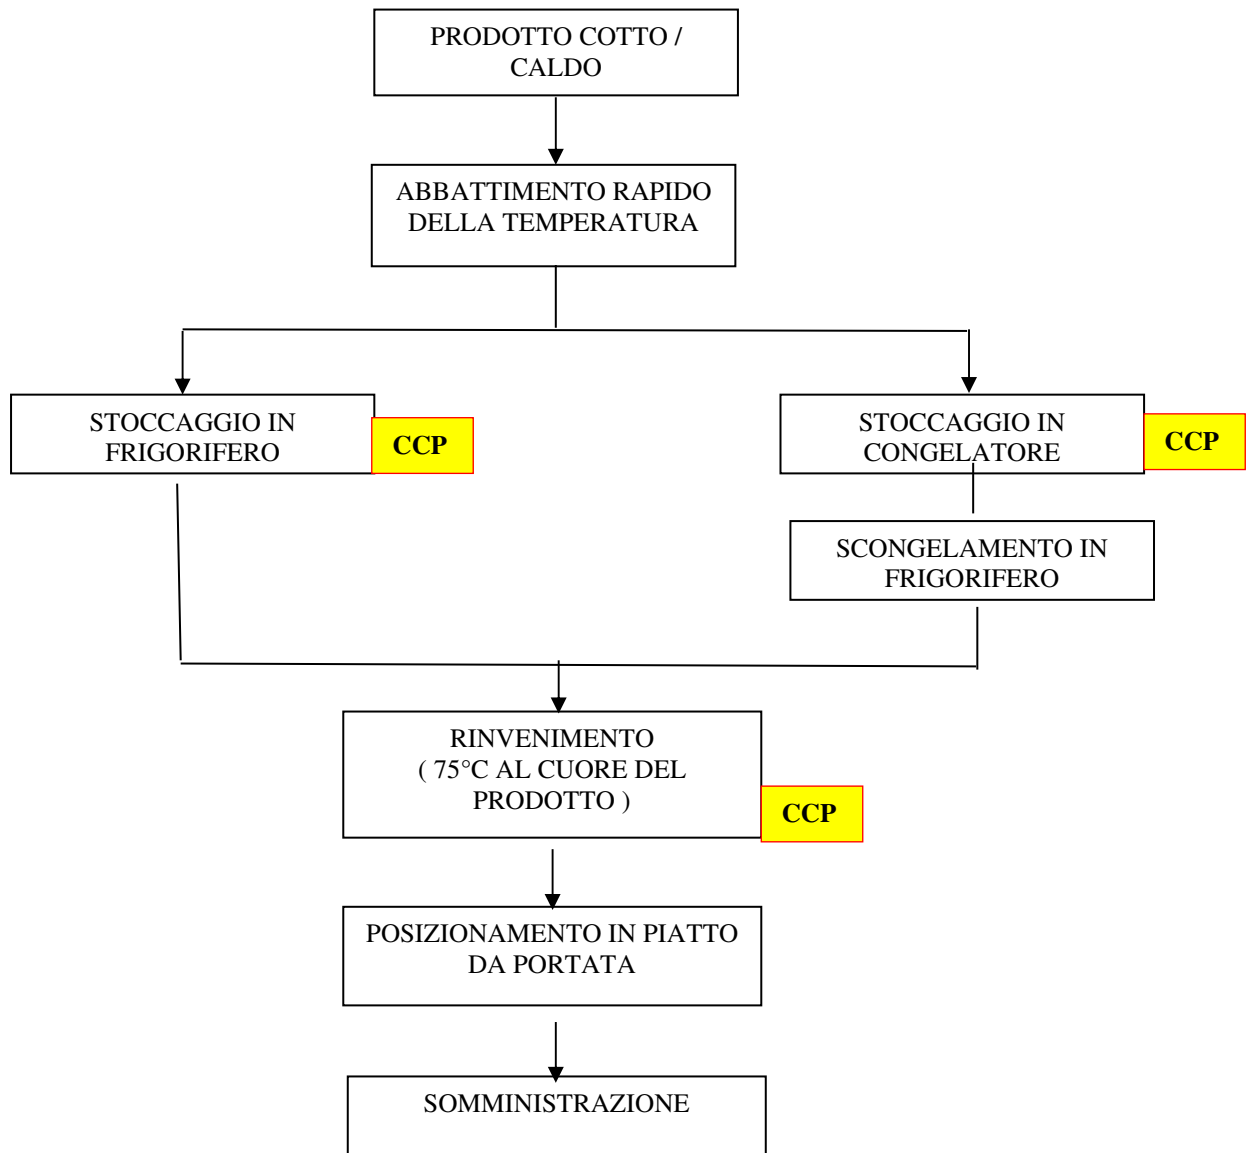 PRODOTTO COTTO /
CALDO
ABBATTIMENTO RAPIDO
DELLA TEMPERATURA
STOCCAGGIO IN
FRIGORIFERO
CCP
STOCCAGGIO IN
CONGELATORE
CCP
SCONGELAMENTO IN
FRIGORIFERO
RINVENIMENTO
( 75°C AL CUORE DEL
PRODOTTO )
CCP
POSIZIONAMENTO IN PIATTO
DA PORTATA
SOMMINISTRAZIONE